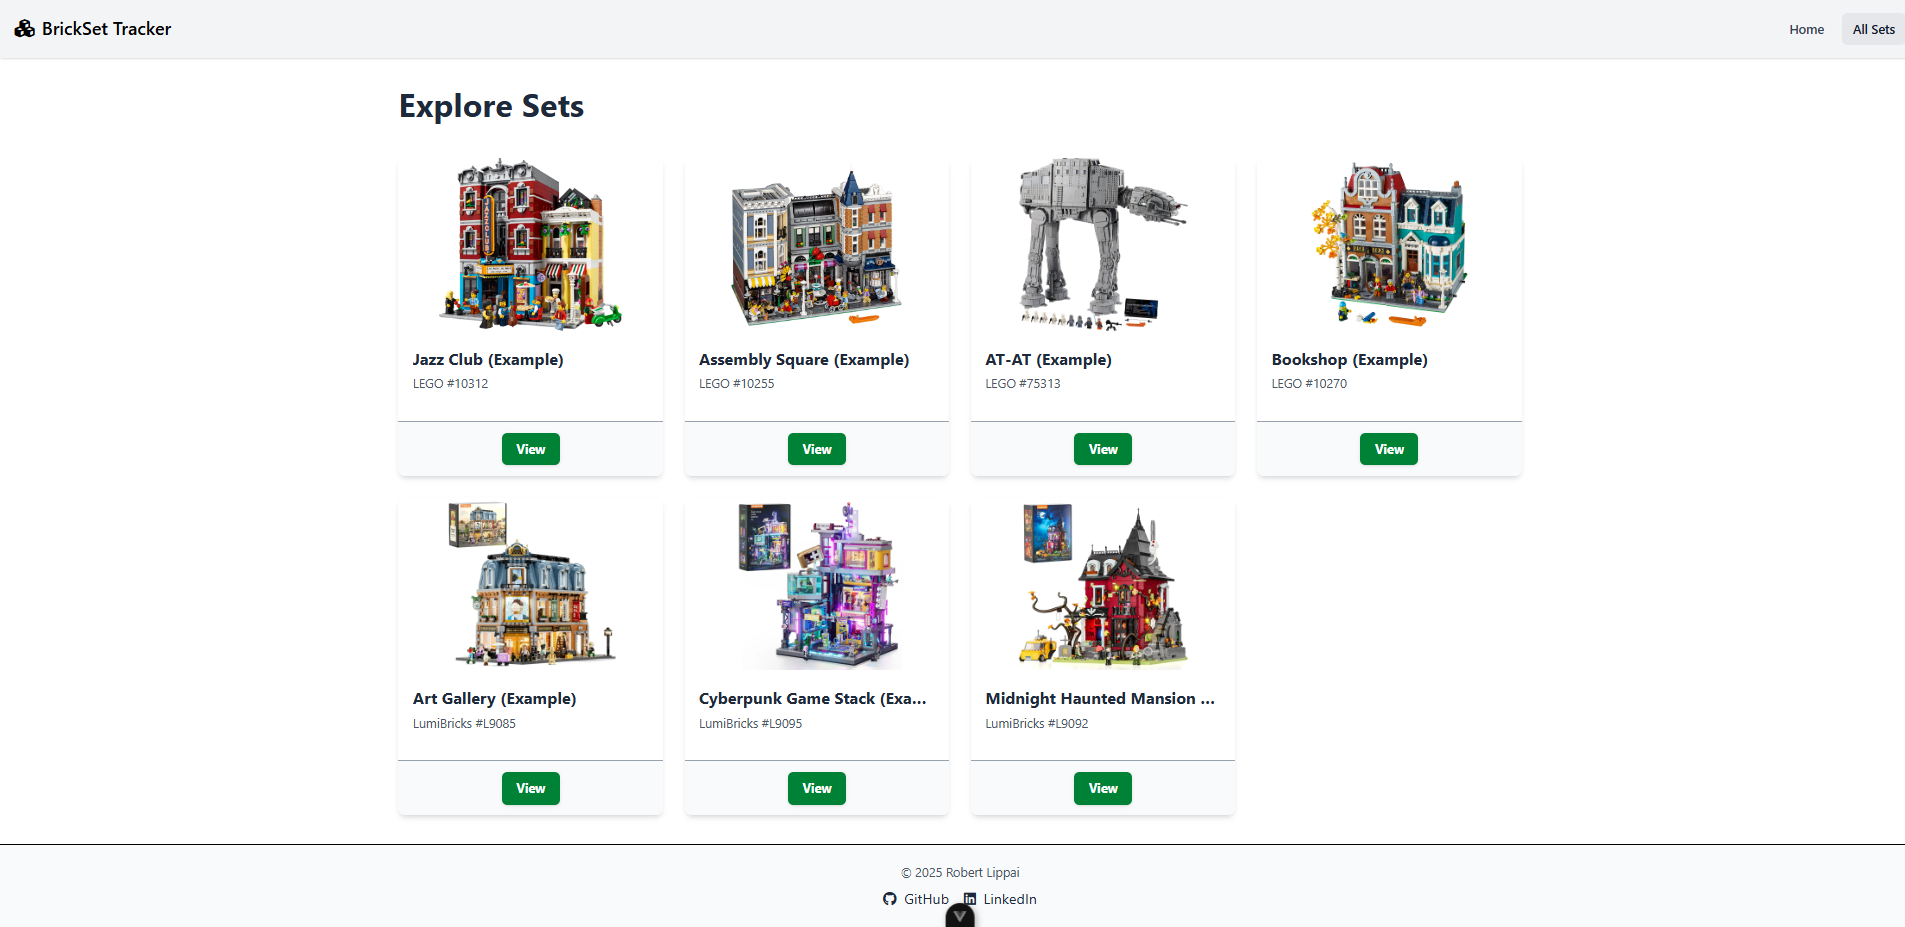 BrickSet Tracker
Home
All Sets
Explore Sets
JAZZ CLUB
Jazz Club (Example)
LEGO #10312
View
Assembly Square (Example)
LEGO #10255
View
AT-AT (Example)
LEGO #75313
View
Bookshop (Example)
LEGO #10270
View
Art Gallery (Example)
LumiBricks #L9085
View
Cyberpunk Game Stack (Exa...
LumiBricks #L9095
View
Midnight Haunted Mansion ...
LumiBricks #L9092
View
© 2025 Robert Lippai
GitHub
LinkedIn